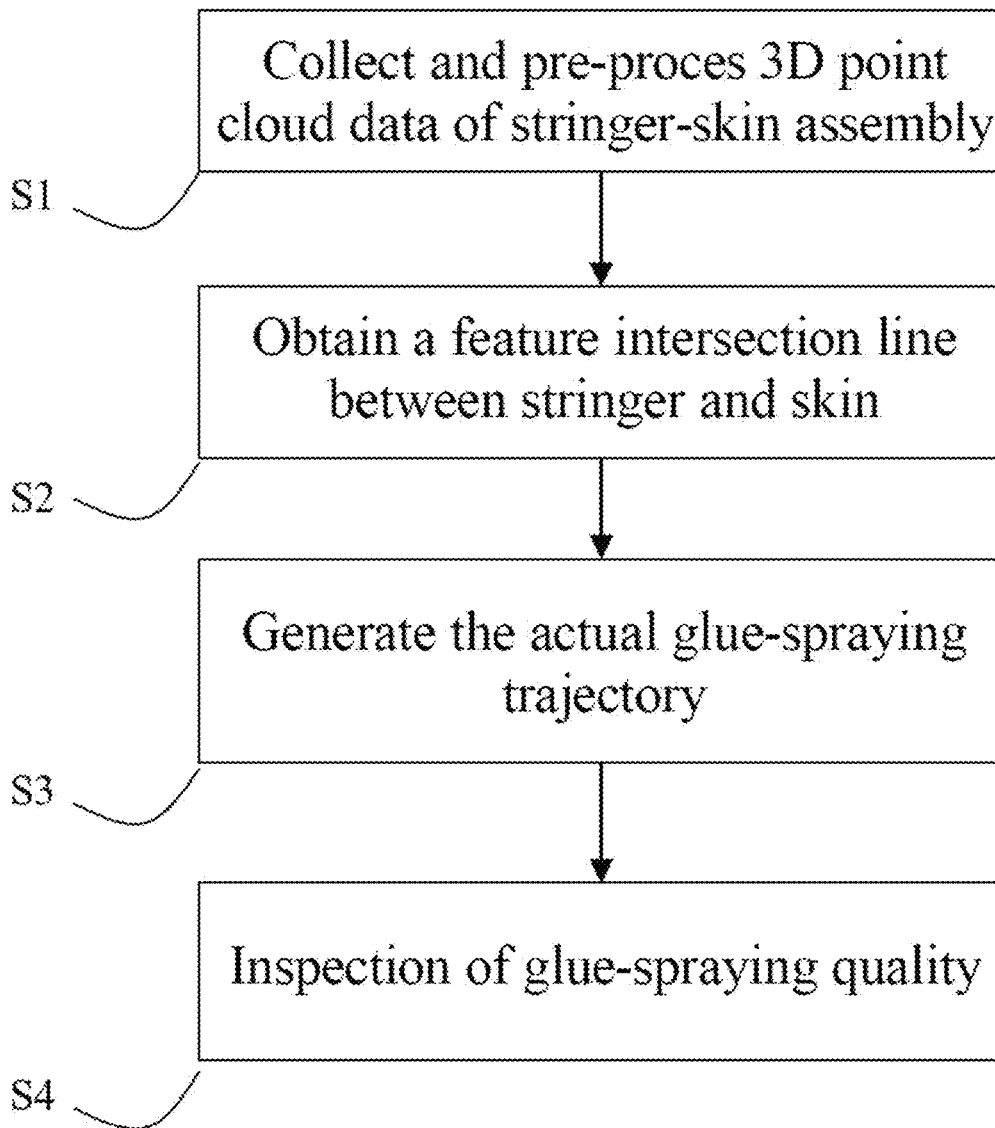 Collect and pre-proces 3D point
cloud data of stringer-skin assembly
S1
Obtain a feature intersection line
between stringer and skin
S2
Generate the actual glue-spraying
trajectory
S3
Inspection of glue-spraying quality
S4